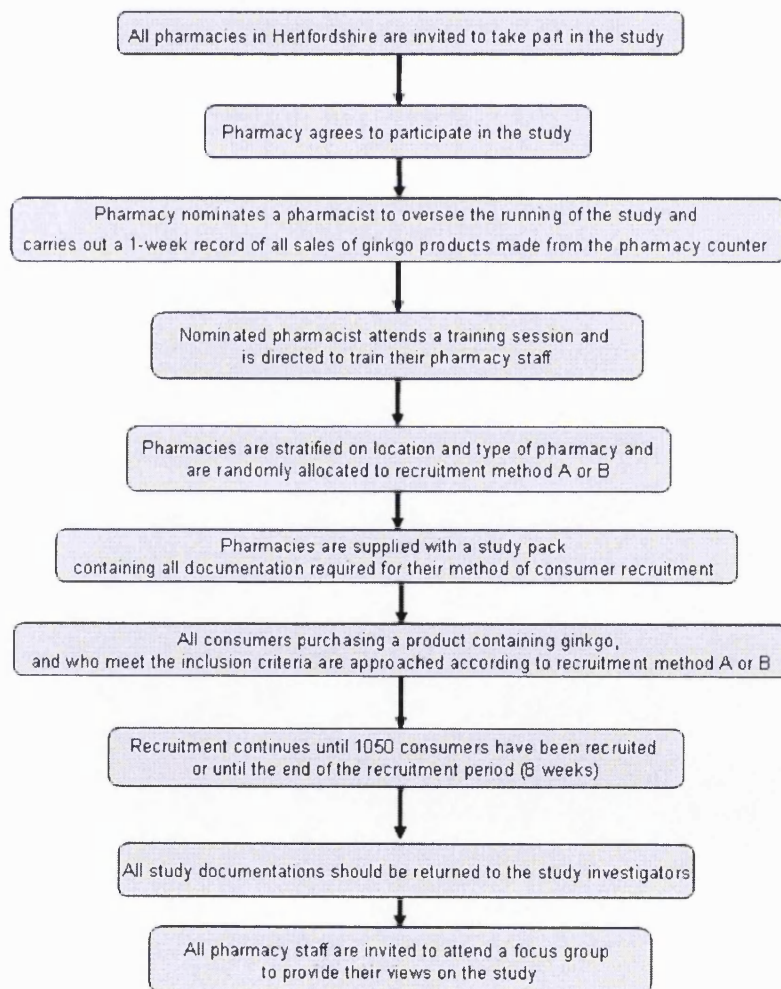 All pharmacies in Hertfordshire are invited to take part in the study
Pharmacy agrees to participate in the study
Pharmacy nominates a pharmacist to oversee the running of the study and
carries out a 1-week record of all sales of ginkgo products made from the pharmacy counter
Nominated pharmacist attends a training session and
is directed to train their pharmacy staff
Pharmacies are stratified on location and type of pharmacy and
are randomly allocated to recruitment method A or B
Pharmacies are supplied with a study pack
containing all documentation required for their method of consumer recruitment
All consumers purchasing a product containing ginkgo,
and who meet the inclusion criteria are approached according to recruitment method A or B
Recruitment continues until 1050 consumers have been recruited
or until the end of the recruitment period (8 weeks)
All study documentations should be returned to the study investigators
All pharmacy staff are invited to attend a focus group
to provide their views on the study